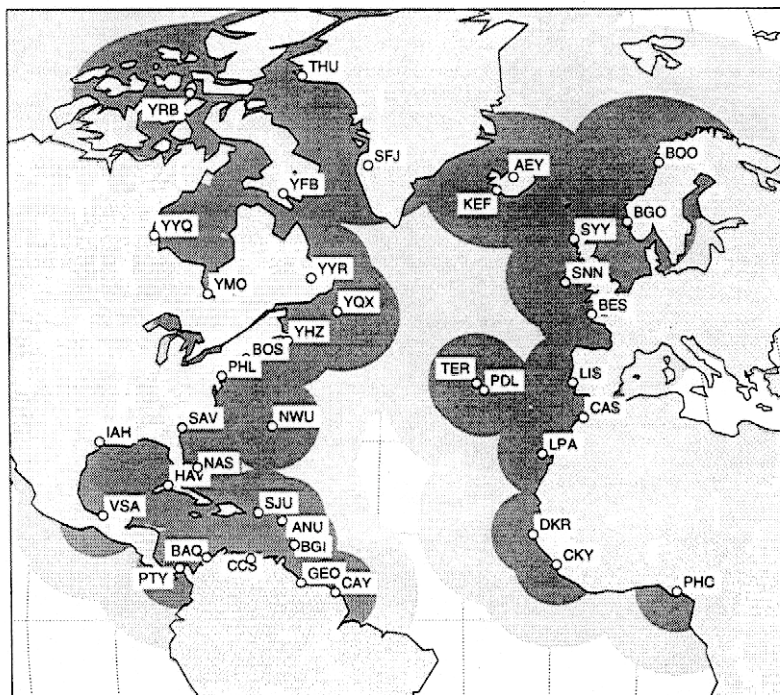 THU
YRB
SFJ
AEY
BOO
YFB
KEF
BGO
YYQ
SYY
YYR
SNN
YMO
YQX
BES
YHZ
BOS
TER
PHL
PDL
LIS
CAS
SAV
NWU
IAH
LPA
NAS
HAV
VSA
SJU
ANU
DKR
BGI
BAQ
CCS
CKY
PTY
GEO
CAY
PHC